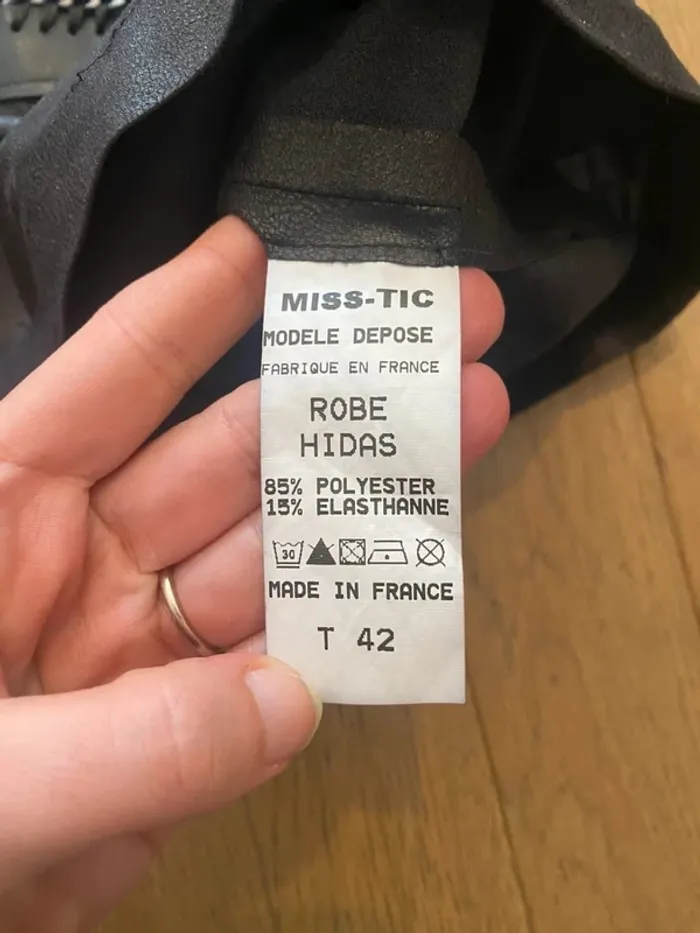 MISS-TIC
MODELE DEPOSE
FABRIQUE EN FRANCE
ROBE
HIDAS
85% POLYESTER
15% ELASTHANNE
30
MADE IN FRANCE
T 42